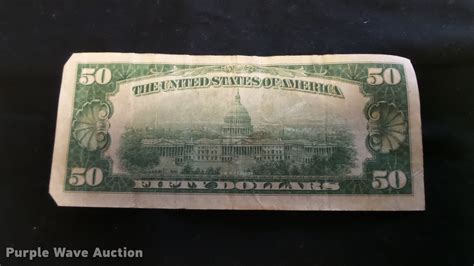 50 50
THE UNITED STATES OF AMERICA
50 FIFTY DOLLARS 50
Purple Wave Auction